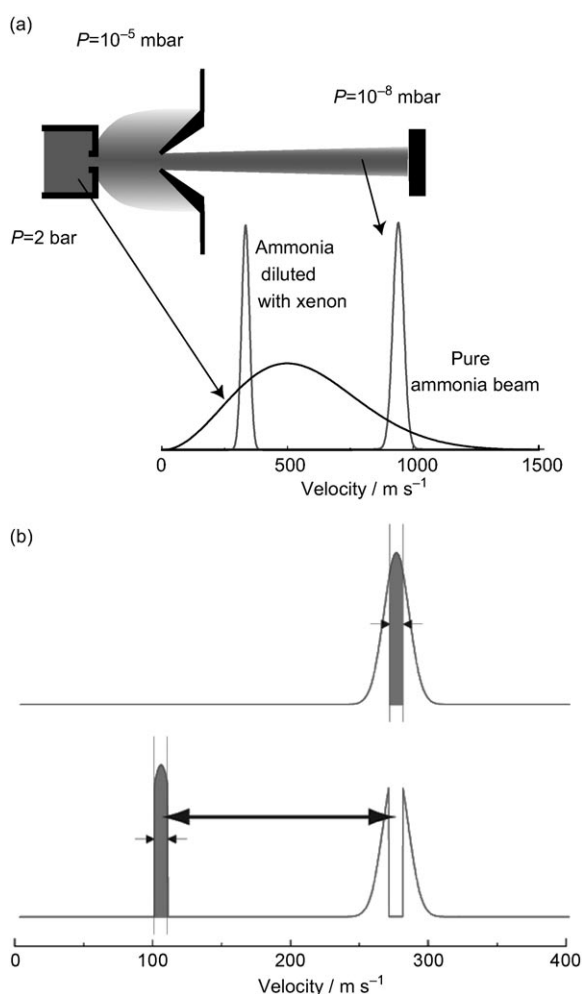 (a)
P=10⁻⁵ mbar
P=10⁻⁸ mbar
P=2 bar
Ammonia
diluted
with xenon
Pure
ammonia beam
0
500
1000
1500
Velocity / m s⁻¹
(b)
0
100
200
300
400
Velocity / m s⁻¹